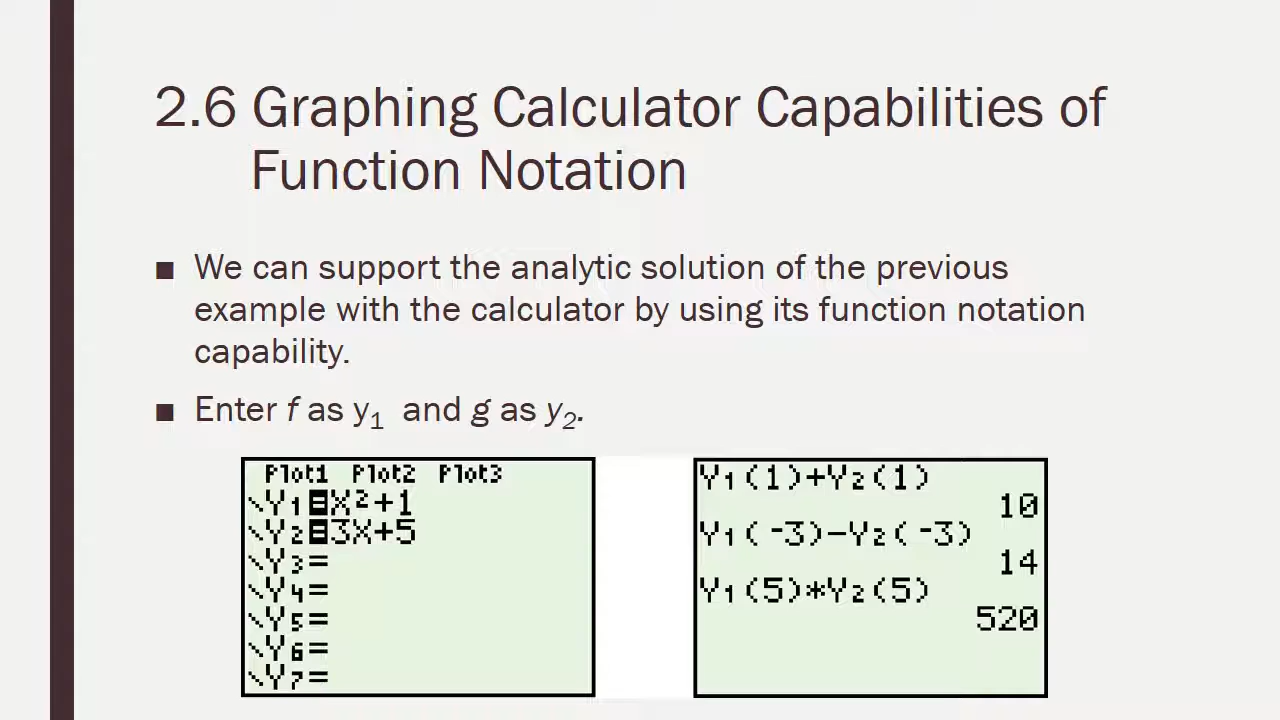 2.6 Graphing Calculator Capabilities of
Function Notation
■ We can support the analytic solution of the previous
example with the calculator by using its function notation
capability.
■ Enter f as y₁ and g as y₂.
Plot1 Plot2 Plot3
\Y₁=X²+1
\Y₂=3X+5
\Y₃=
\Y₄=
\Y₅=
\Y₆=
\Y₇=
Y₁(1)+Y₂(1)
10
Y₁(-3)-Y₂(-3)
14
Y₁(5)*Y₂(5)
520